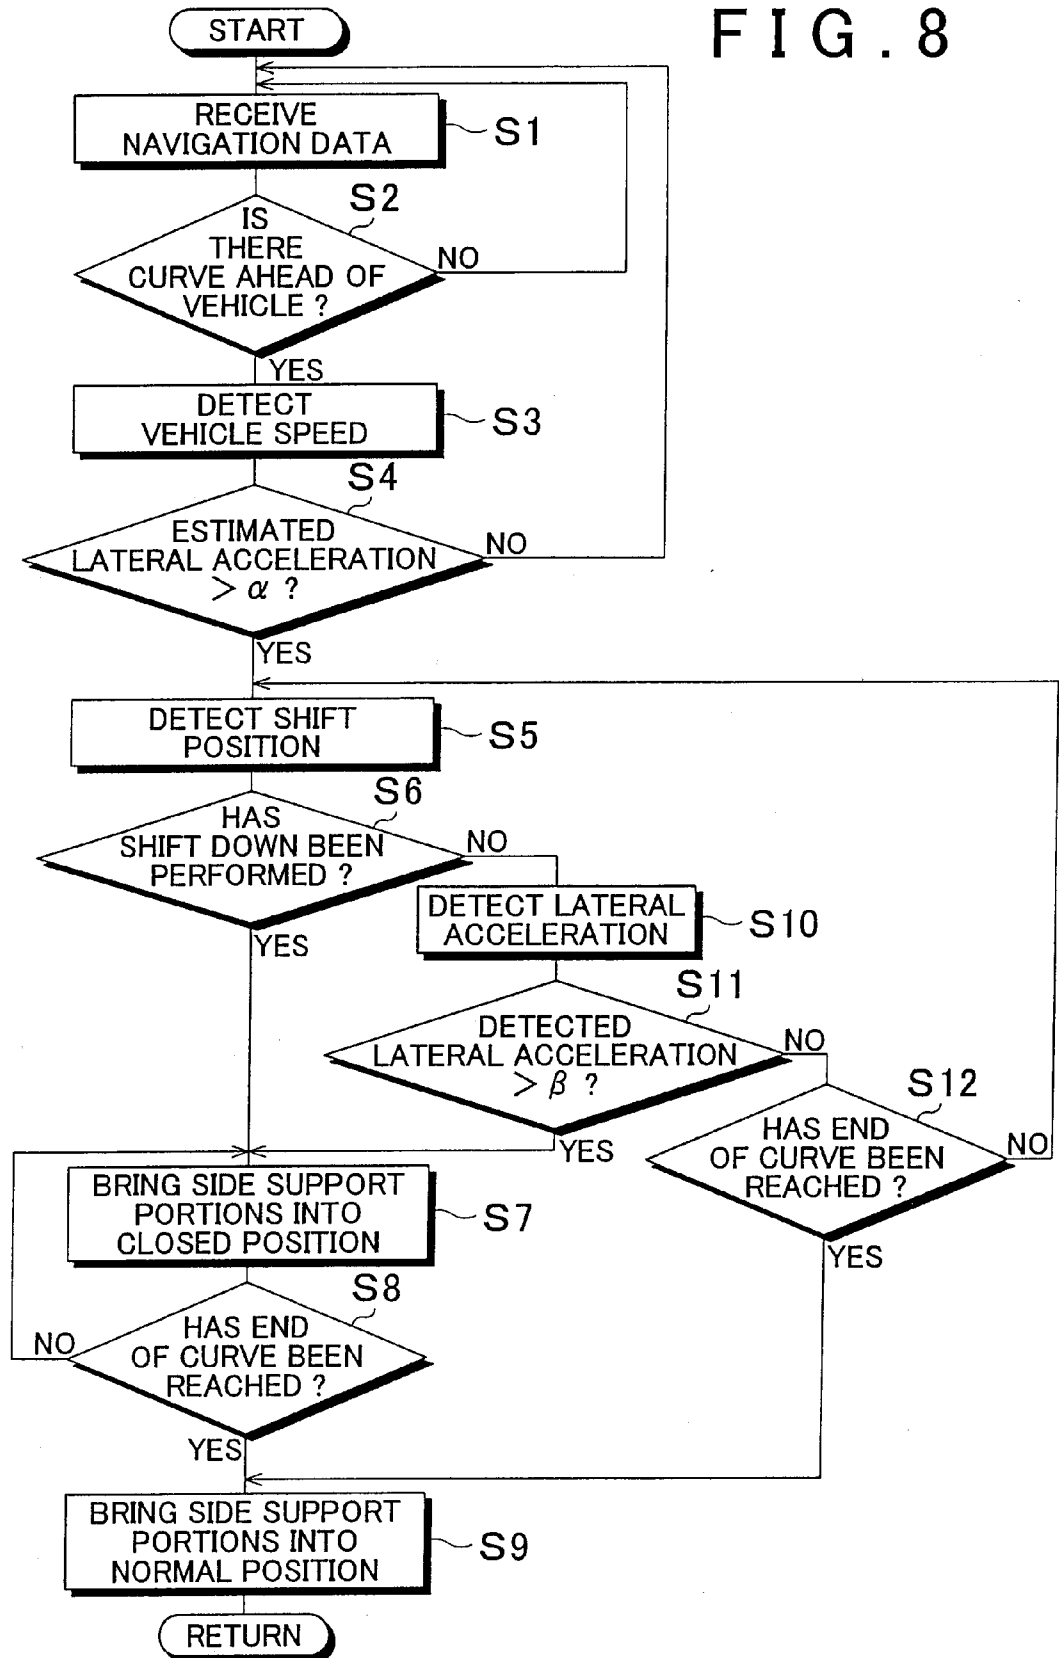 FIG. 8
START
RECEIVE
NAVIGATION DATA
S1
S2
IS
THERE
CURVE AHEAD OF
VEHICLE ?
NO
YES
DETECT
VEHICLE SPEED
S3
S4
ESTIMATED
LATERAL ACCELERATION
> α ?
NO
YES
DETECT SHIFT
POSITION
S5
S6
HAS
SHIFT DOWN BEEN
PERFORMED ?
NO
YES
DETECT LATERAL
ACCELERATION
S10
S11
DETECTED
LATERAL ACCELERATION
> β ?
NO
YES
S12
HAS END
OF CURVE BEEN
REACHED ?
NO
YES
BRING SIDE SUPPORT
PORTIONS INTO
CLOSED POSITION
S7
S8
HAS END
OF CURVE BEEN
REACHED ?
NO
YES
BRING SIDE SUPPORT
PORTIONS INTO
NORMAL POSITION
S9
RETURN